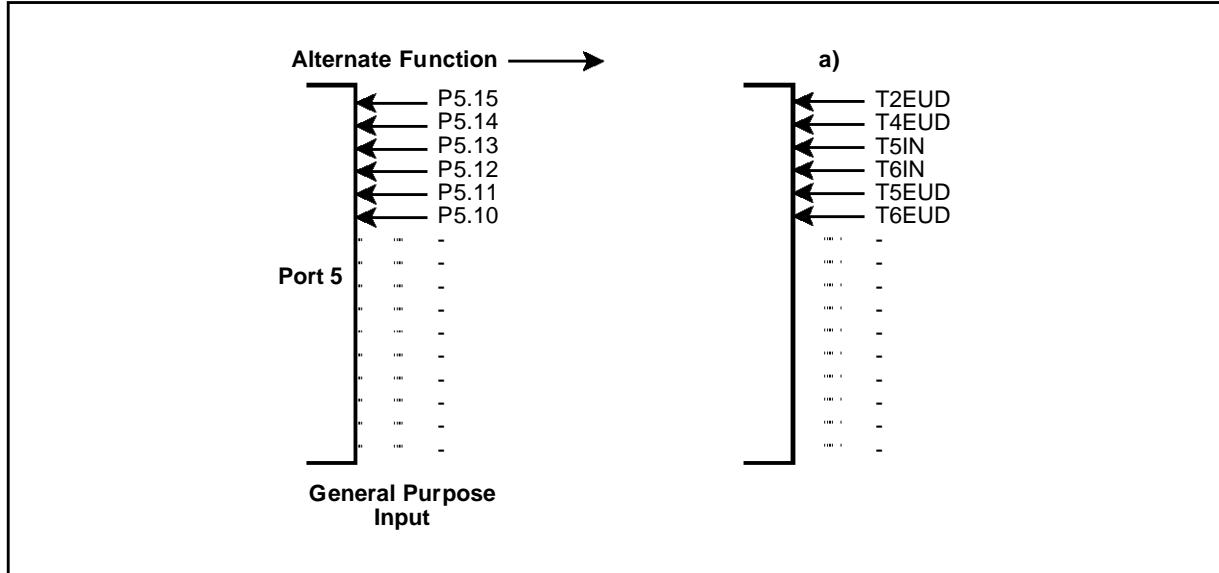 Alternate Function a)
P5.15 T2EUD
P5.14 T4EUD
P5.13 T5IN
P5.12 T6IN
P5.11 T5EUD
P5.10 T6EUD
- -
- -
Port 5
- -
- -
- -
- -
- -
- -
- -
- -
General Purpose
Input